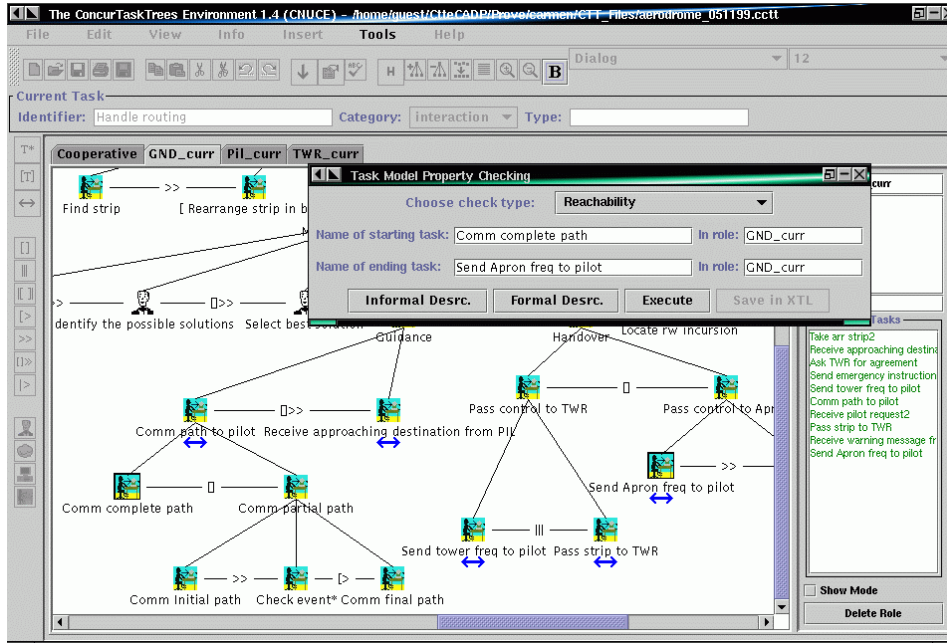 The ConcurTaskTrees Environment 1.4 (CNUCE) - /home/guest/CtteCADP/Prove/carmen/CTT_Files/aerodrome_051199.cctt
File Edit View Info Insert Tools Help
H B Dialog 12
Current Task
Identifier: Handle routing Category: interaction Type:
T* Cooperative GND_curr Pil_curr TWR_curr
[T]
Task Model Property Checking
Choose check type: Reachability
Name of starting task: Comm complete path In role: GND_curr
Name of ending task: Send Apron freq to pilot In role: GND_curr
Informal Desrc. Formal Desrc. Execute Save in XTL
>>
Find strip [ Rearrange strip in b
[]
|||
[[]]
[>
>>
[]>>
|>
> []>>
dentify the possible solutions Select best solution
Guidance Handover Locate rw incursion
[]>> []
Comm path to pilot Receive approaching destination from PIL Pass control to TWR Pass control to Apr
[] >>
Comm complete path Comm partial path Send Apron freq to pilot
|||
Send tower freq to pilot Pass strip to TWR
>> [>
Comm Initial path Check event* Comm final path
curr
Tasks
Take arr strip2
Receive approaching destina
Ask TWR for agreement
Send emergency instruction
Send tower freq to pilot
Comm path to pilot
Receive pilot request2
Pass strip to TWR
Receive warning message fr
Send Apron freq to pilot
Show Mode
Delete Role